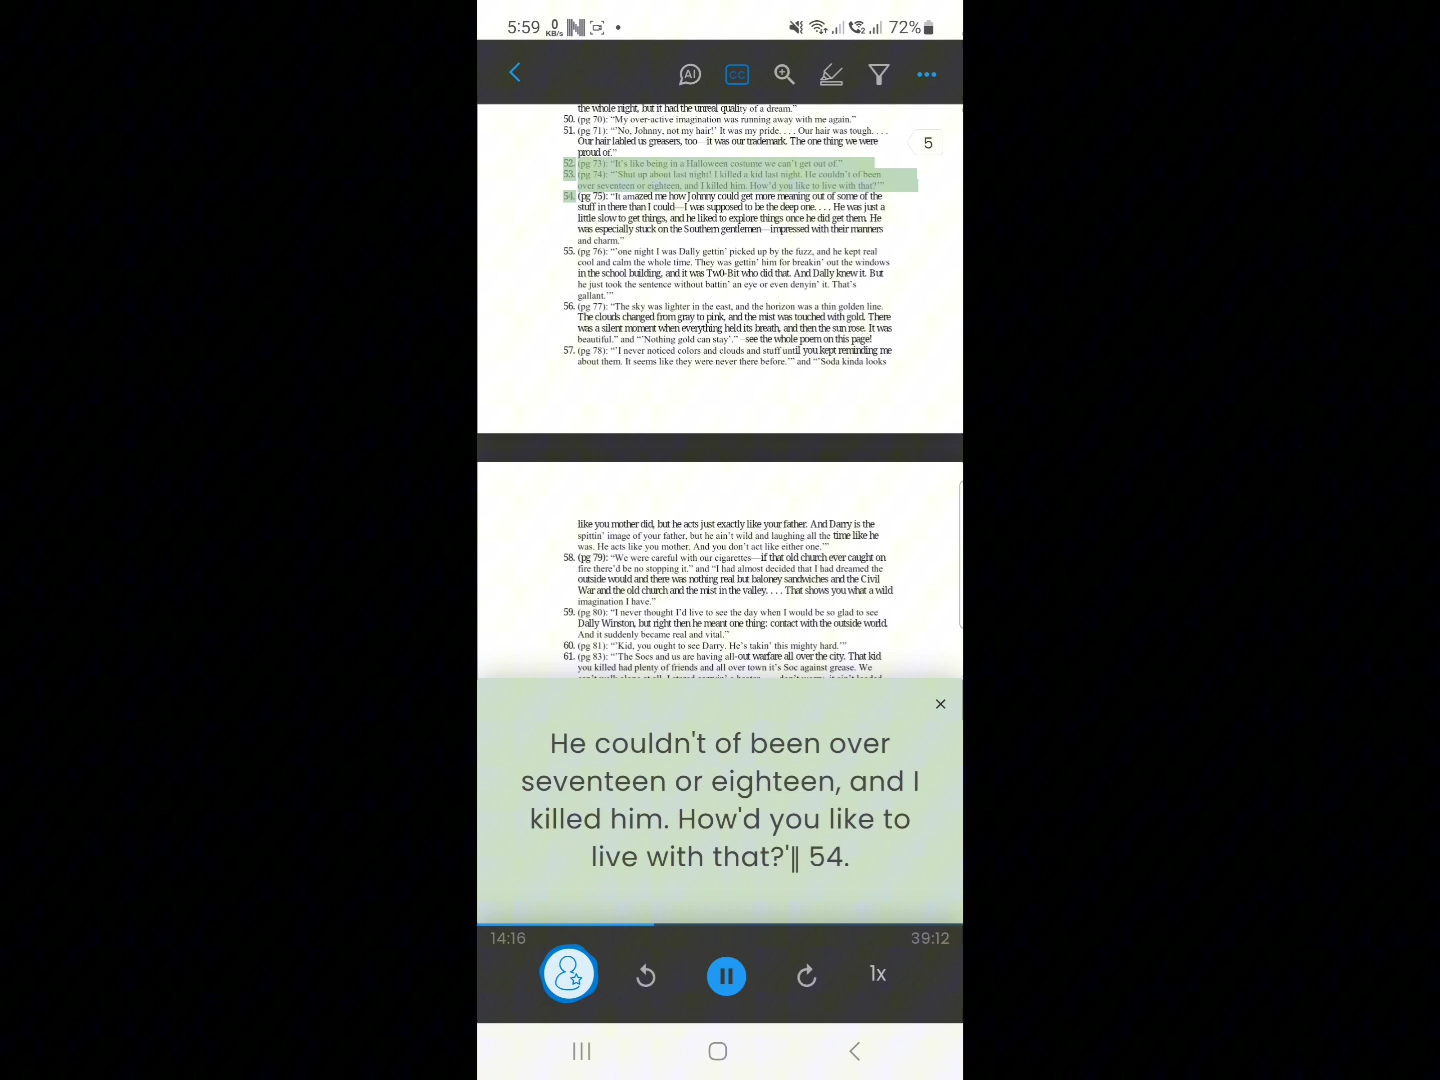 5:59 0 KB/s 72%
AI CC
the whole night, but it had the unreal quality of a dream.”
50. (pg 70): “My over-active imagination was running away with me again.”
51. (pg 71): “‘No, Johnny, not my hair!’ It was my pride. . . . Our hair was tough. . . .
5
Our hair labled us greasers, too—it was our trademark. The one thing we were
proud of.”
52. (pg 73): “It’s like being in a Halloween costume we can’t get out of.”
53. (pg 74): “‘Shut up about last night! I killed a kid last night. He couldn’t of been
over seventeen or eighteen, and I killed him. How’d you like to live with that?’”
54. (pg 75): “It amazed me how Johnny could get more meaning out of some of the
stuff in there than I could—I was supposed to be the deep one. . . . He was just a
little slow to get things, and he liked to explore things once he did get them. He
was especially stuck on the Southern gentlemen—impressed with their manners
and charm.”
55. (pg 76): “‘one night I was Dally gettin’ picked up by the fuzz, and he kept real
cool and calm the whole time. They was gettin’ him for breakin’ out the windows
in the school building, and it was Tw0-Bit who did that. And Dally knew it. But
he just took the sentence without battin’ an eye or even denyin’ it. That’s
gallant.’”
56. (pg 77): “The sky was lighter in the east, and the horizon was a thin golden line.
The clouds changed from gray to pink, and the mist was touched with gold. There
was a silent moment when everything held its breath, and then the sun rose. It was
beautiful.” and “‘Nothing gold can stay’.” –see the whole poem on this page!
57. (pg 78): “‘I never noticed colors and clouds and stuff until you kept reminding me
about them. It seems like they were never there before.’” and “‘Soda kinda looks
like you mother did, but he acts just exactly like your father. And Darry is the
spittin’ image of your father, but he ain’t wild and laughing all the time like he
was. He acts like you mother. And you don’t act like either one.’”
58. (pg 79): “We were careful with our cigarettes—if that old church ever caught on
fire there’d be no stopping it.” and “I had almost decided that I had dreamed the
outside would and there was nothing real but baloney sandwiches and the Civil
War and the old church and the mist in the valley. . . . That shows you what a wild
imagination I have.”
59. (pg 80): “I never thought I’d live to see the day when I would be so glad to see
Dally Winston, but right then he meant one thing: contact with the outside world.
And it suddenly became real and vital.”
60. (pg 81): “‘Kid, you ought to see Darry. He’s takin’ this mighty hard.’”
61. (pg 83): “‘The Socs and us are having all-out warfare all over the city. That kid
you killed had plenty of friends and all over town it’s Soc against grease. We
He couldn't of been over
seventeen or eighteen, and I
killed him. How'd you like to
live with that?'‖ 54.
14:16 39:12
1x